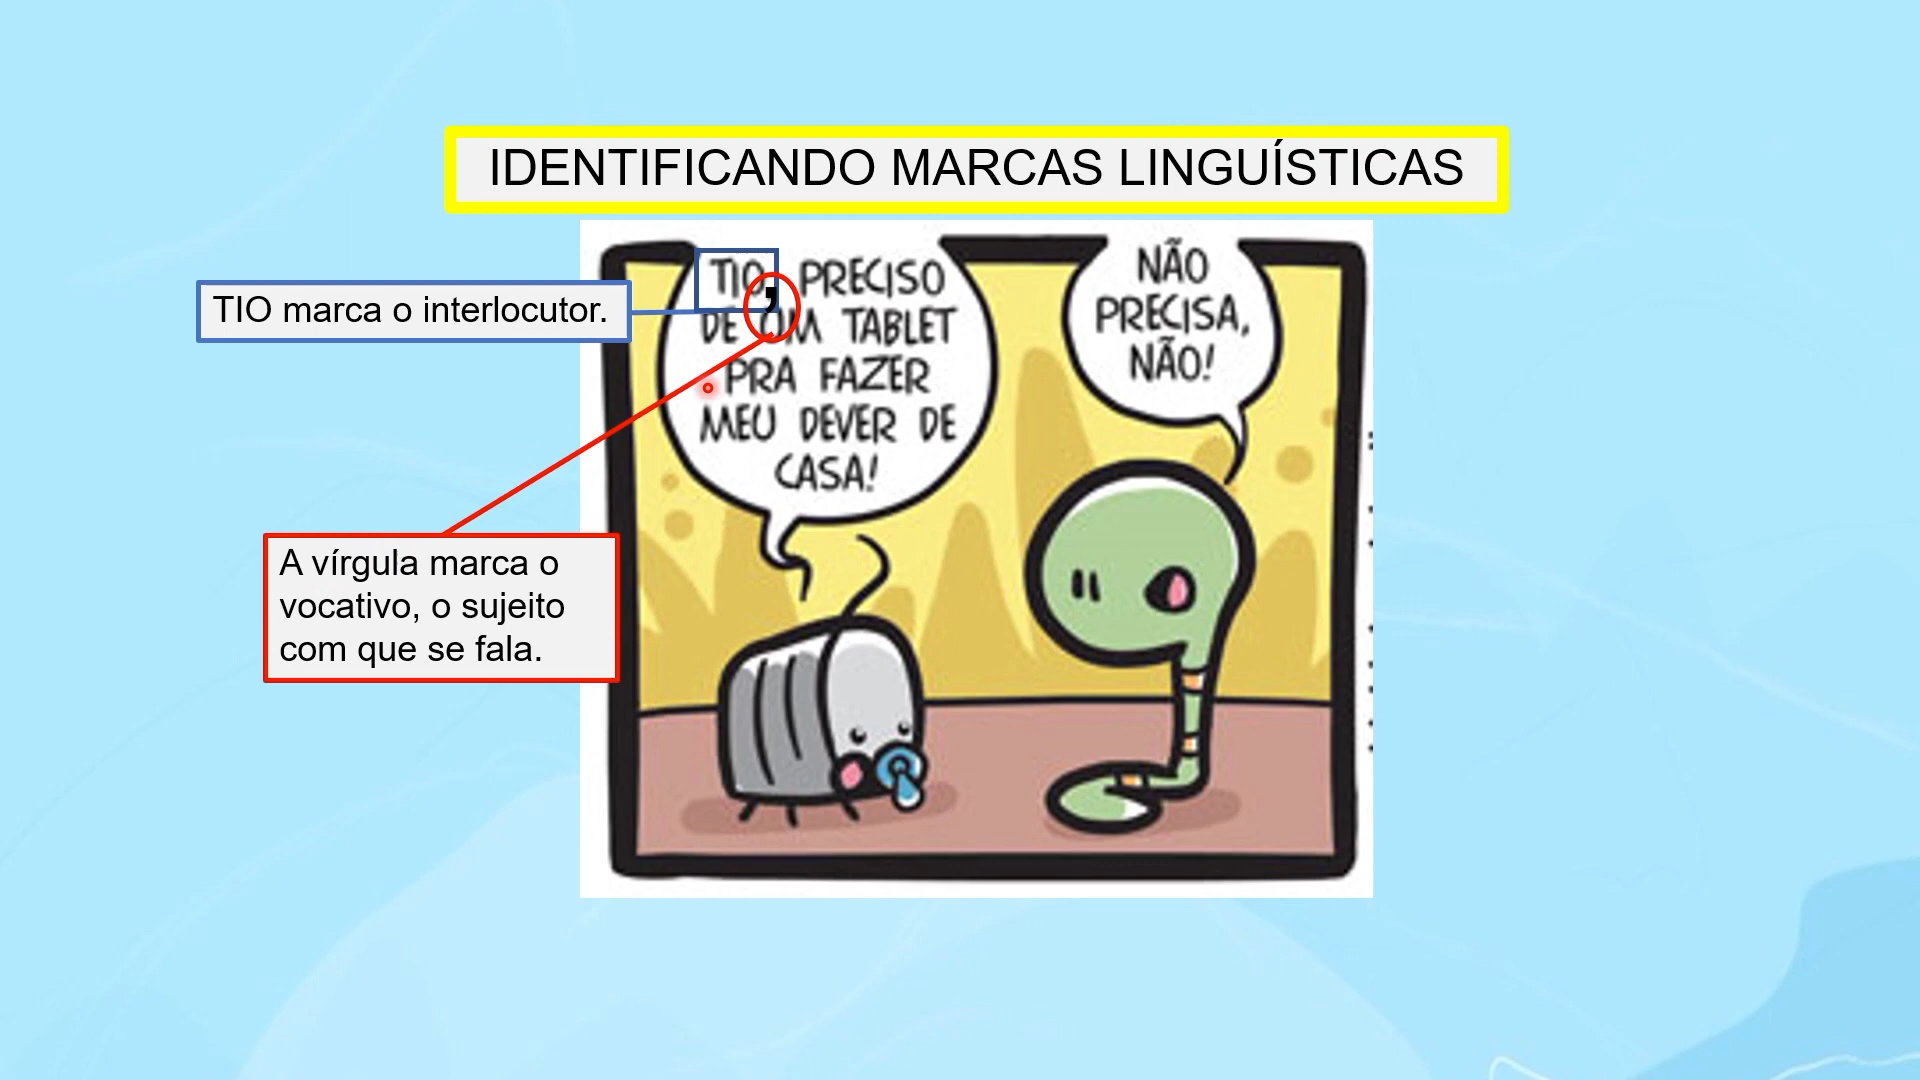 IDENTIFICANDO MARCAS LINGUÍSTICAS
TIO marca o interlocutor.
TIO, PRECISO
DE UM TABLET
PRA FAZER
MEU DEVER DE
CASA!
NÃO
PRECISA,
NÃO!
A vírgula marca o
vocativo, o sujeito
com que se fala.